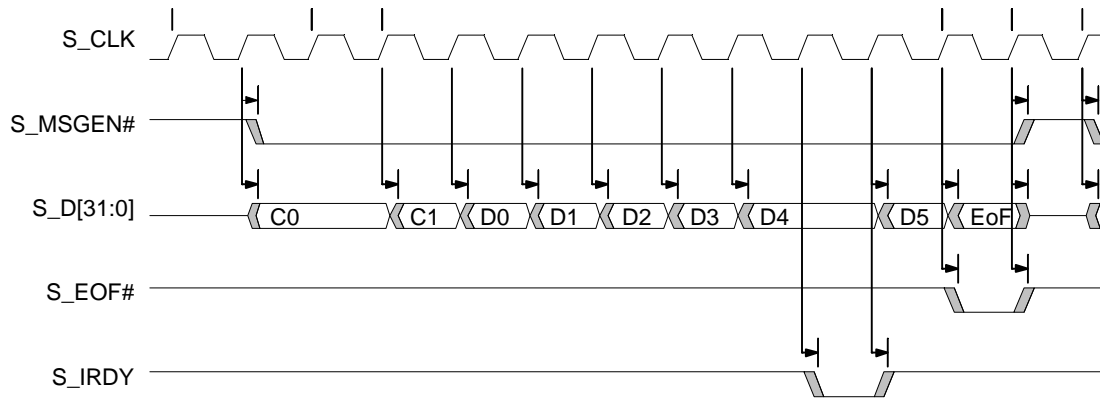 S_CLK
S_MSGEN#
S_D[31:0] C0 C1 D0 D1 D2 D3 D4 D5 EoF
S_EOF#
S_IRDY